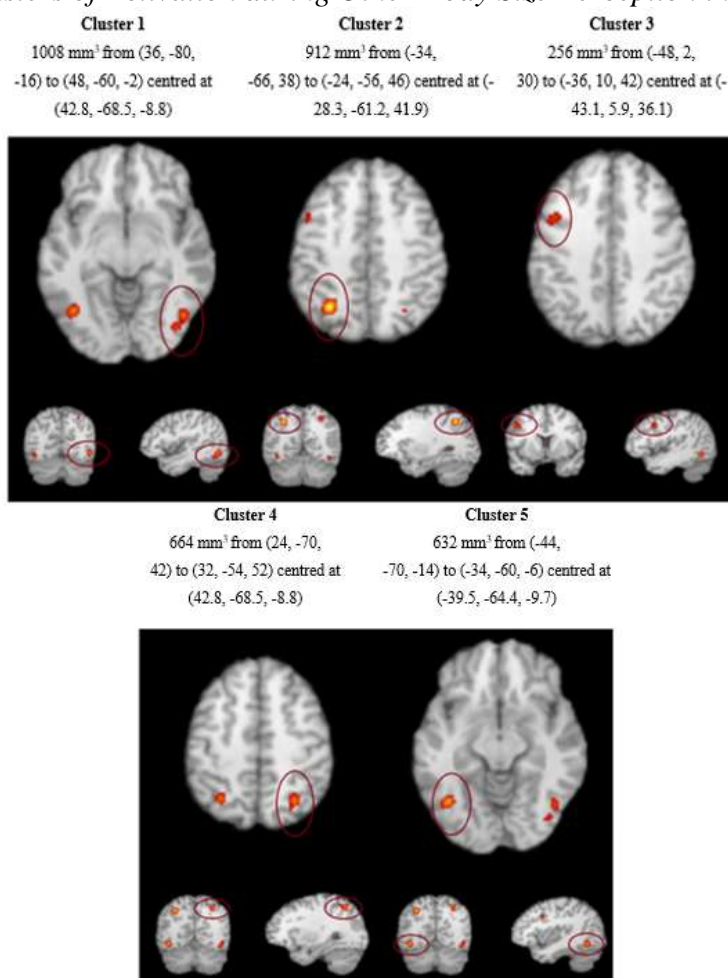 of during Body
Cluster 1
1008 mm³ from (36, -80,
-16) to (48, -60, -2) centred at
(42.8, -68.5, -8.8)
Cluster 2
912 mm³ from (-34,
-66, 38) to (-24, -56, 46) centred at (-
28.3, -61.2, 41.9)
Cluster 3
256 mm³ from (-48, 2,
30) to (-36, 10, 42) centred at (-
43.1, 5.9, 36.1)
Cluster 4
664 mm³ from (24, -70,
42) to (32, -54, 52) centred at
(42.8, -68.5, -8.8)
Cluster 5
632 mm³ from (-44,
-70, -14) to (-34, -60, -6) centred at
(-39.5, -64.4, -9.7)